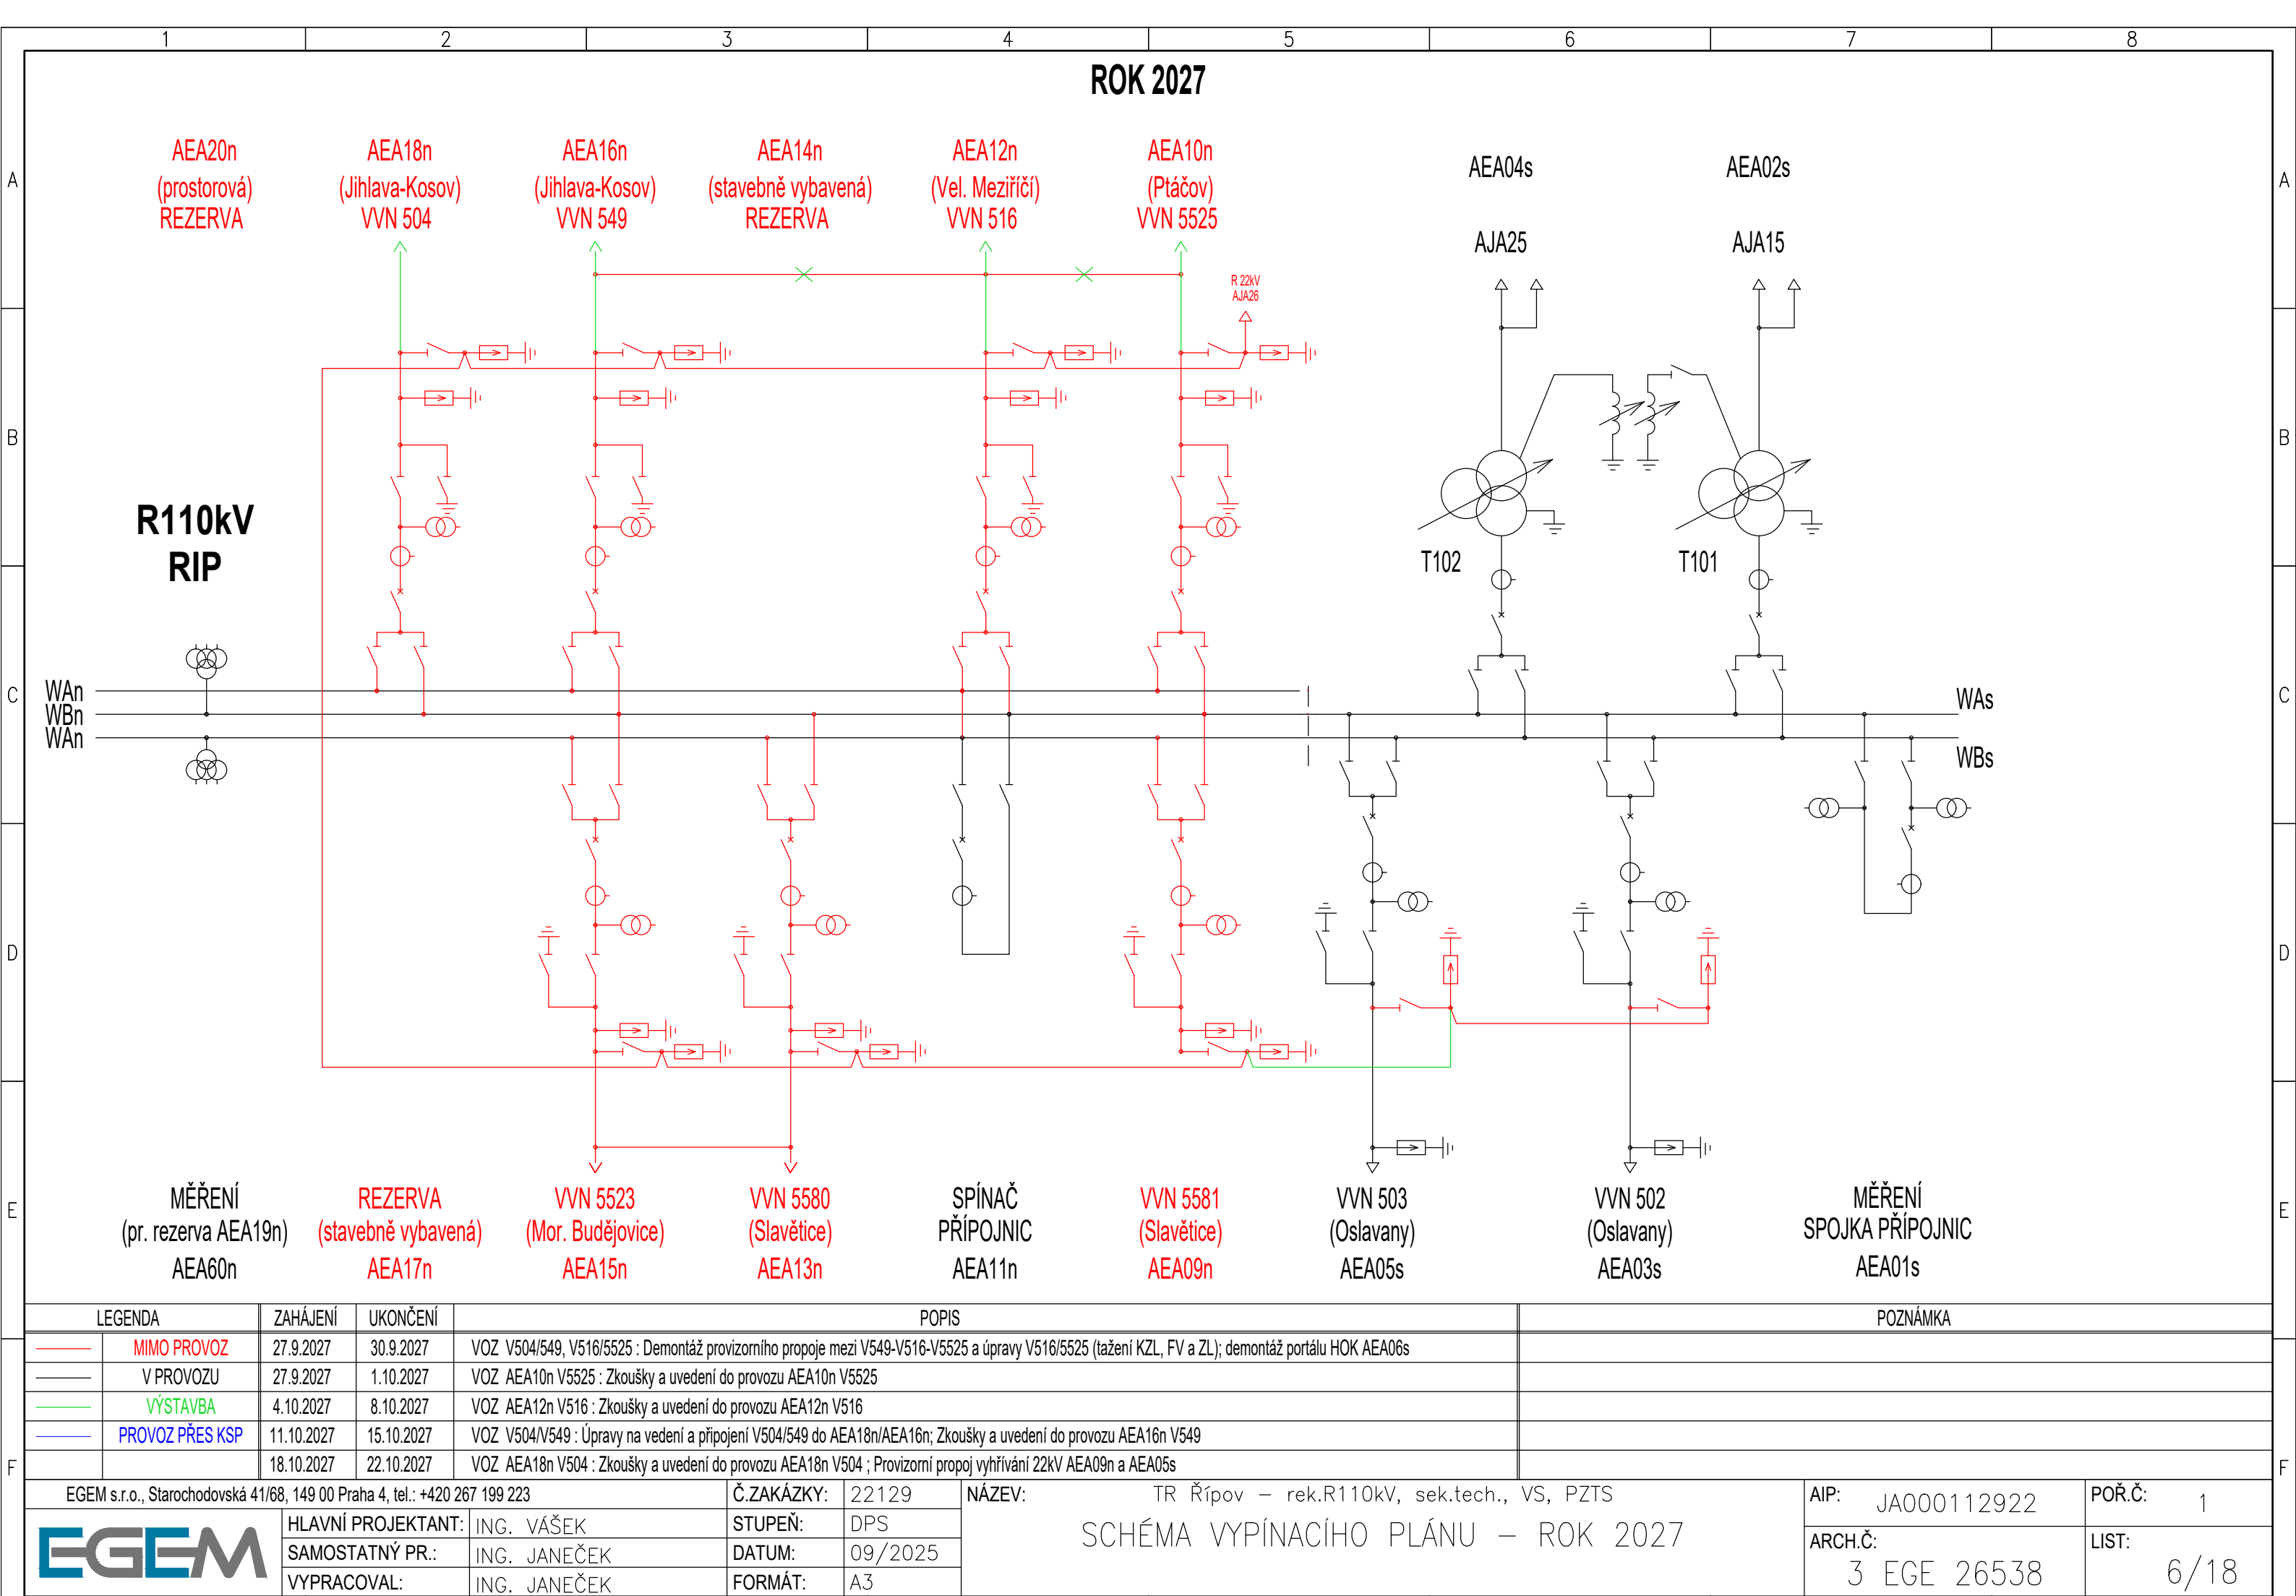 1 2 3 4 5 6 7 8
ROK 2027
AEA20n
(prostorová)
REZERVA
AEA18n
(Jihlava-Kosov)
VVN 504
AEA16n
(Jihlava-Kosov)
VVN 549
AEA14n
(stavebně vybavená)
REZERVA
AEA12n
(Vel. Meziříčí)
VVN 516
AEA10n
(Ptáčov)
VVN 5525
AEA04s
AEA02s
A A
AJA25
AJA15
R 22kV
AJA26
B B
R110kV
RIP
T102
T101
C C
WAn
WBn
WAn
WAs
WBs
D D
E E
MĚŘENÍ
(pr. rezerva AEA19n)
AEA60n
REZERVA
(stavebně vybavená)
AEA17n
VVN 5523
(Mor. Budějovice)
AEA15n
VVN 5580
(Slavětice)
AEA13n
SPÍNAČ
PŘÍPOJNIC
AEA11n
VVN 5581
(Slavětice)
AEA09n
VVN 503
(Oslavany)
AEA05s
VVN 502
(Oslavany)
AEA03s
MĚŘENÍ
SPOJKA PŘÍPOJNIC
AEA01s
LEGENDA ZAHÁJENÍ UKONČENÍ POPIS POZNÁMKA
MIMO PROVOZ 27.9.2027 30.9.2027 VOZ V504/549, V516/5525 : Demontáž provizorního propoje mezi V549-V516-V5525 a úpravy V516/5525 (tažení KZL, FV a ZL); demontáž portálu HOK AEA06s
V PROVOZU 27.9.2027 1.10.2027 VOZ AEA10n V5525 : Zkoušky a uvedení do provozu AEA10n V5525
VÝSTAVBA 4.10.2027 8.10.2027 VOZ AEA12n V516 : Zkoušky a uvedení do provozu AEA12n V516
PROVOZ PŘES KSP 11.10.2027 15.10.2027 VOZ V504/V549 : Úpravy na vedení a připojení V504/549 do AEA18n/AEA16n; Zkoušky a uvedení do provozu AEA16n V549
18.10.2027 22.10.2027 VOZ AEA18n V504 : Zkoušky a uvedení do provozu AEA18n V504 ; Provizorní propoj vyhřívání 22kV AEA09n a AEA05s
F F
EGEM s.r.o., Starochodovská 41/68, 149 00 Praha 4, tel.: +420 267 199 223
EGEM
HLAVNÍ PROJEKTANT: ING. VÁŠEK
SAMOSTATNÝ PR.: ING. JANEČEK
VYPRACOVAL: ING. JANEČEK
Č.ZAKÁZKY: 22129
STUPEŇ: DPS
DATUM: 09/2025
FORMÁT: A3
NÁZEV: TR Řípov – rek.R110kV, sek.tech., VS, PZTS
SCHÉMA VYPÍNACÍHO PLÁNU – ROK 2027
AIP: JA000112922
POŘ.Č: 1
ARCH.Č: 3 EGE 26538
LIST: 6/18